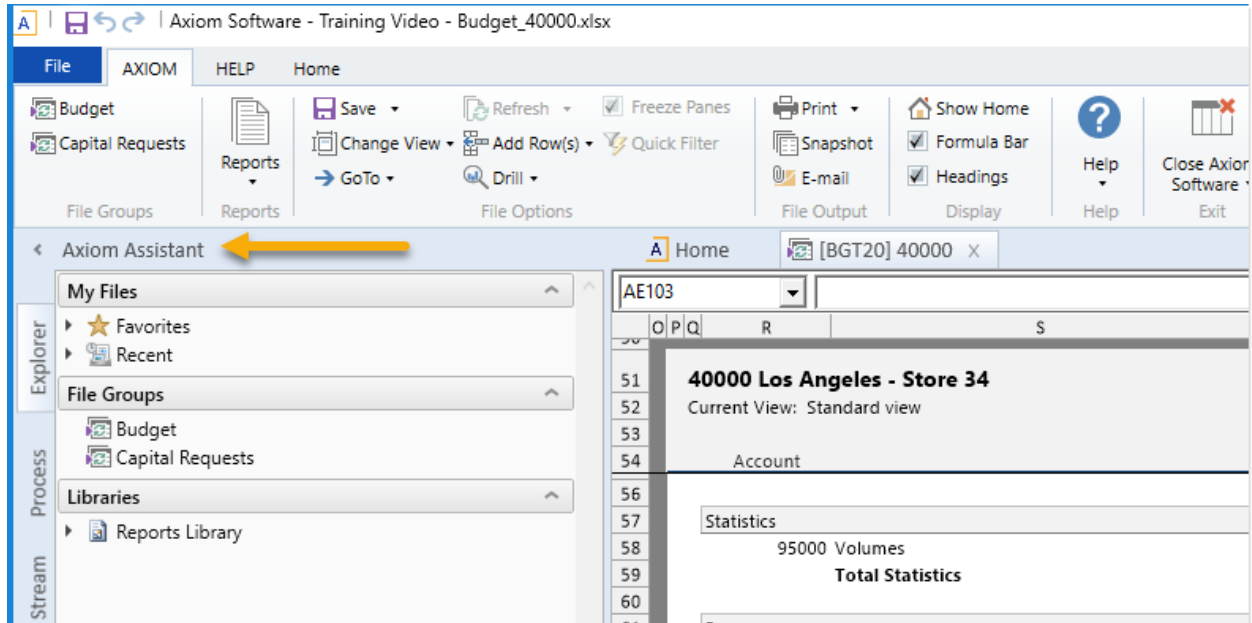 A Axiom Software - Training Video - Budget_40000.xlsx
File AXIOM HELP Home
Budget
Capital Requests
File Groups
Reports
Reports
Save Refresh Freeze Panes
Change View Add Row(s) Quick Filter
GoTo Drill
File Options
Print
Snapshot
E-mail
File Output
Show Home
Formula Bar
Headings
Display
?
Help
Help
Close Axiom
Software
Exit
Axiom Assistant
A Home [BGT20] 40000 X
Explorer
Process
Stream
My Files
Favorites
Recent
File Groups
Budget
Capital Requests
Libraries
Reports Library
AE103
O P Q R S
51 40000 Los Angeles - Store 34
52 Current View: Standard view
53
54 Account
56
57 Statistics
58 95000 Volumes
59 Total Statistics
60